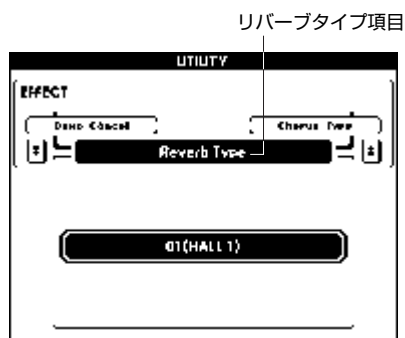 リバーブタイプ項目
UTILITY
EFFECT
Demo Cancel
Chorus Type
Reverb Type
01(HALL 1)